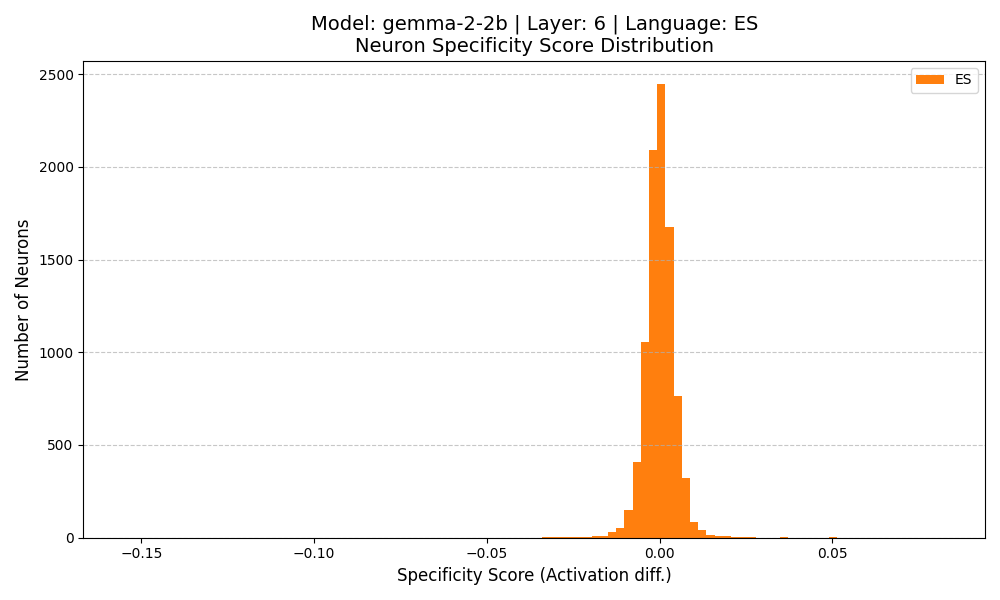 Model: gemma-2-2b | Layer: 6 | Language: ES
Neuron Specificity Score Distribution
ES
2500
2000
1500
1000
500
0
Number of Neurons
−0.15
−0.10
−0.05
0.00
0.05
Specificity Score (Activation diff.)